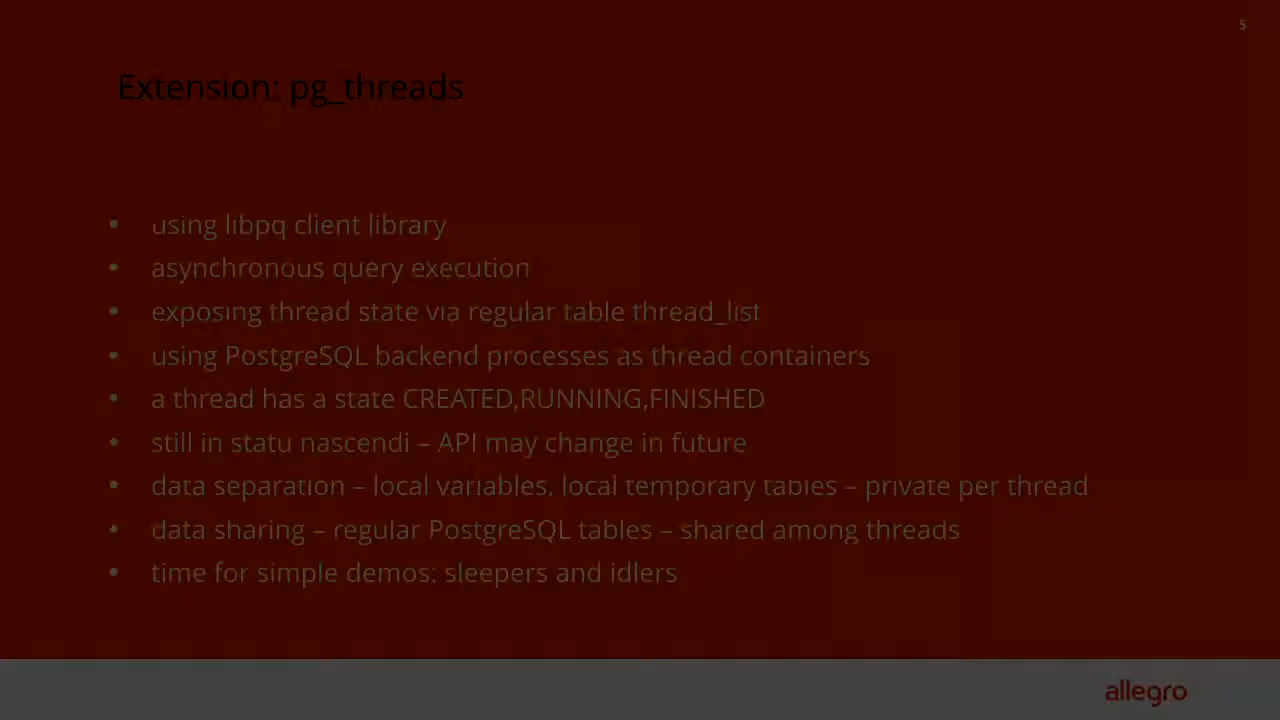 5
Extension: pg_threads
• using libpq client library
• asynchronous query execution
• exposing thread state via regular table thread_list
• using PostgreSQL backend processes as thread containers
• a thread has a state CREATED,RUNNING,FINISHED
• still in statu nascendi – API may change in future
• data separation – local variables, local temporary tables – private per thread
• data sharing – regular PostgreSQL tables – shared among threads
• time for simple demos: sleepers and idlers
allegro